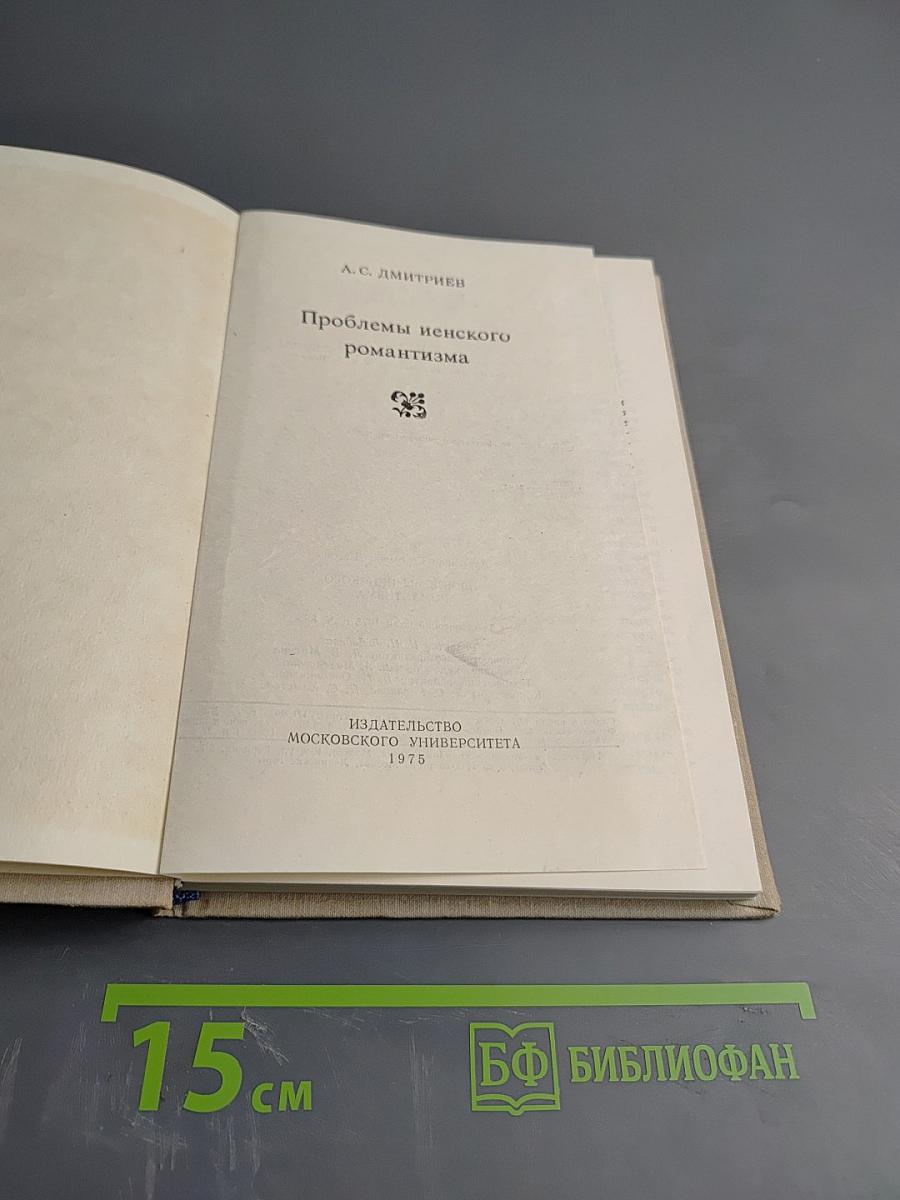 А. С. ДМИТРИЕВ
Проблемы иенского
романтизма
ИЗДАТЕЛЬСТВО
МОСКОВСКОГО УНИВЕРСИТЕТА
1975
15 см
БФ БИБЛИОФАН